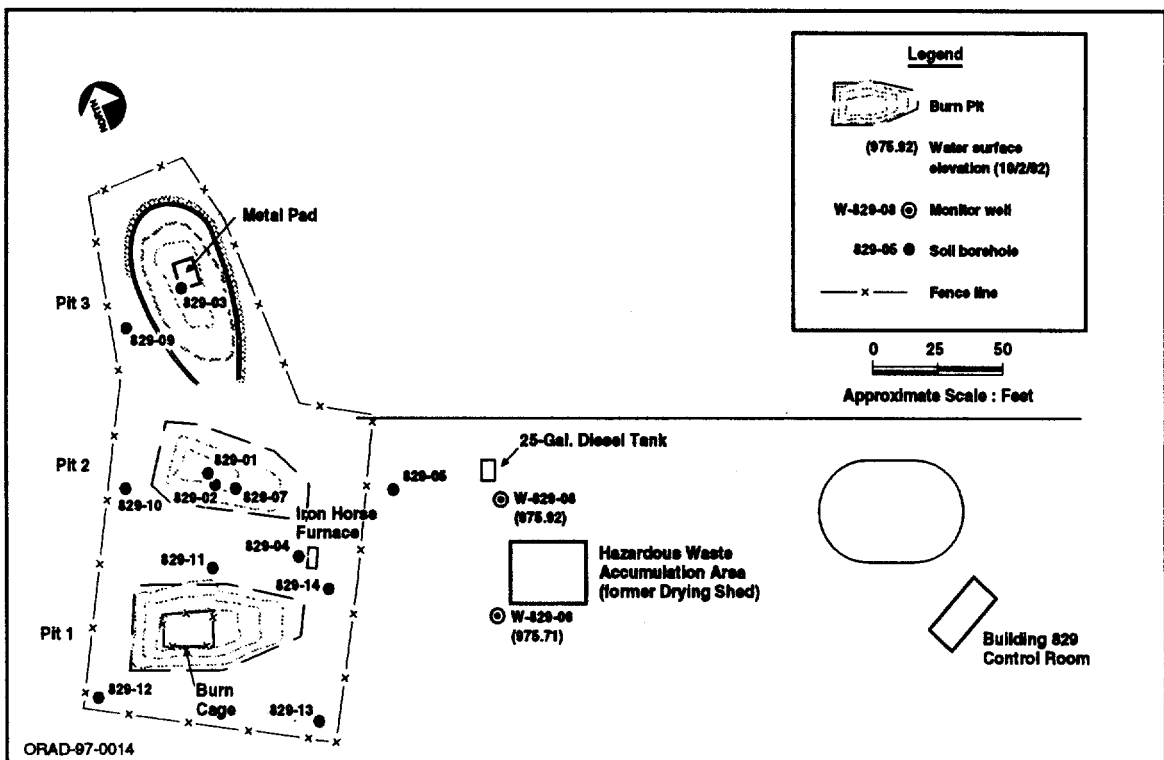 Legend
Burn Pit
(975.92) Water surface
elevation (10/2/92)
W-829-08 Monitor well
829-05 Soil borehole
Fence line
0 25 50
Approximate Scale : Feet
NORTH
Metal Pad
829-03
Pit 3
829-09
25-Gal. Diesel Tank
829-01
Pit 2
829-05
829-02
829-07
829-10
W-829-08
(975.92)
Iron Horse
Furnace
829-04
829-11
829-14
Hazardous Waste
Accumulation Area
(former Drying Shed)
W-829-06
(975.71)
Pit 1
Building 829
Control Room
829-12
Burn
Cage
829-13
ORAD-97-0014